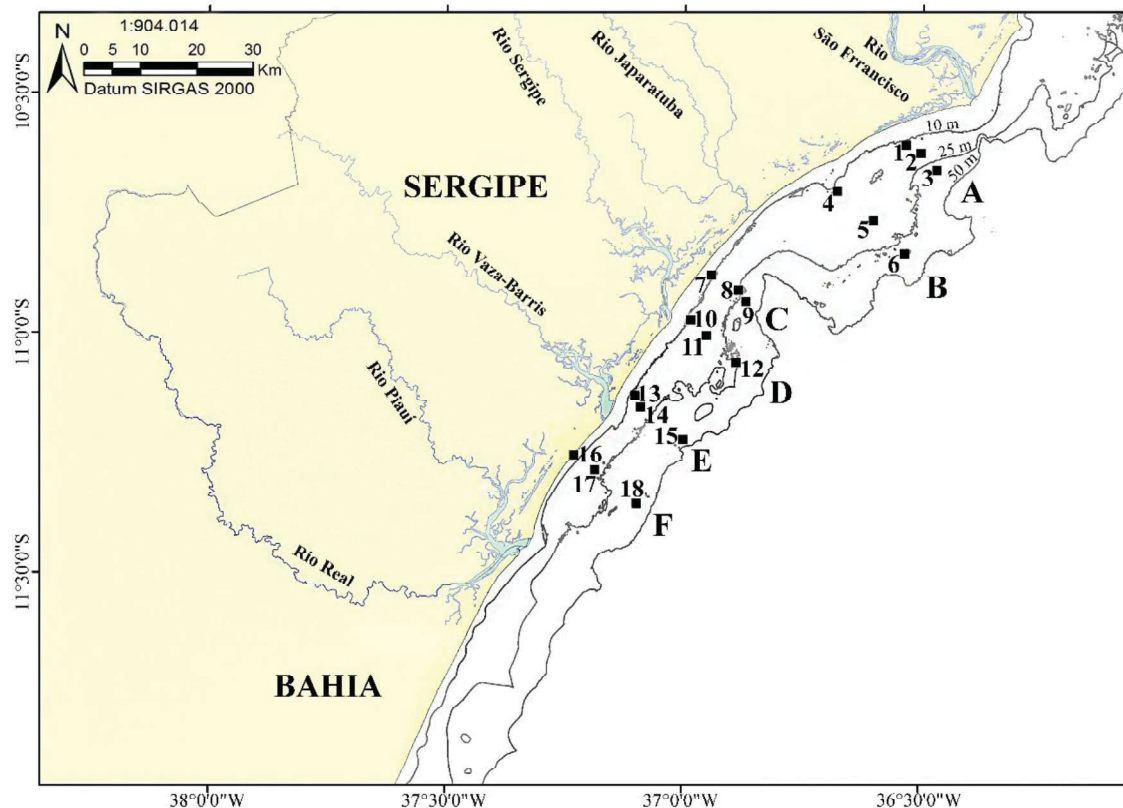 N
1:904.014
0 5 10 20 30
Km
Datum SIRGAS 2000
10°30'0"S
11°0'0"S
11°30'0"S
38°0'0"W
37°30'0"W
37°0'0"W
36°30'0"W
Rio Sergipe
Rio Japaratuba
Rio
São Francisco
SERGIPE
Rio Vaza-Barris
Rio Piauí
Rio Real
BAHIA
10 m
25 m
50 m
1
2
3
A
4
5
6
B
7
8
9
C
10
11
12
D
13
14
15
E
16
17
18
F